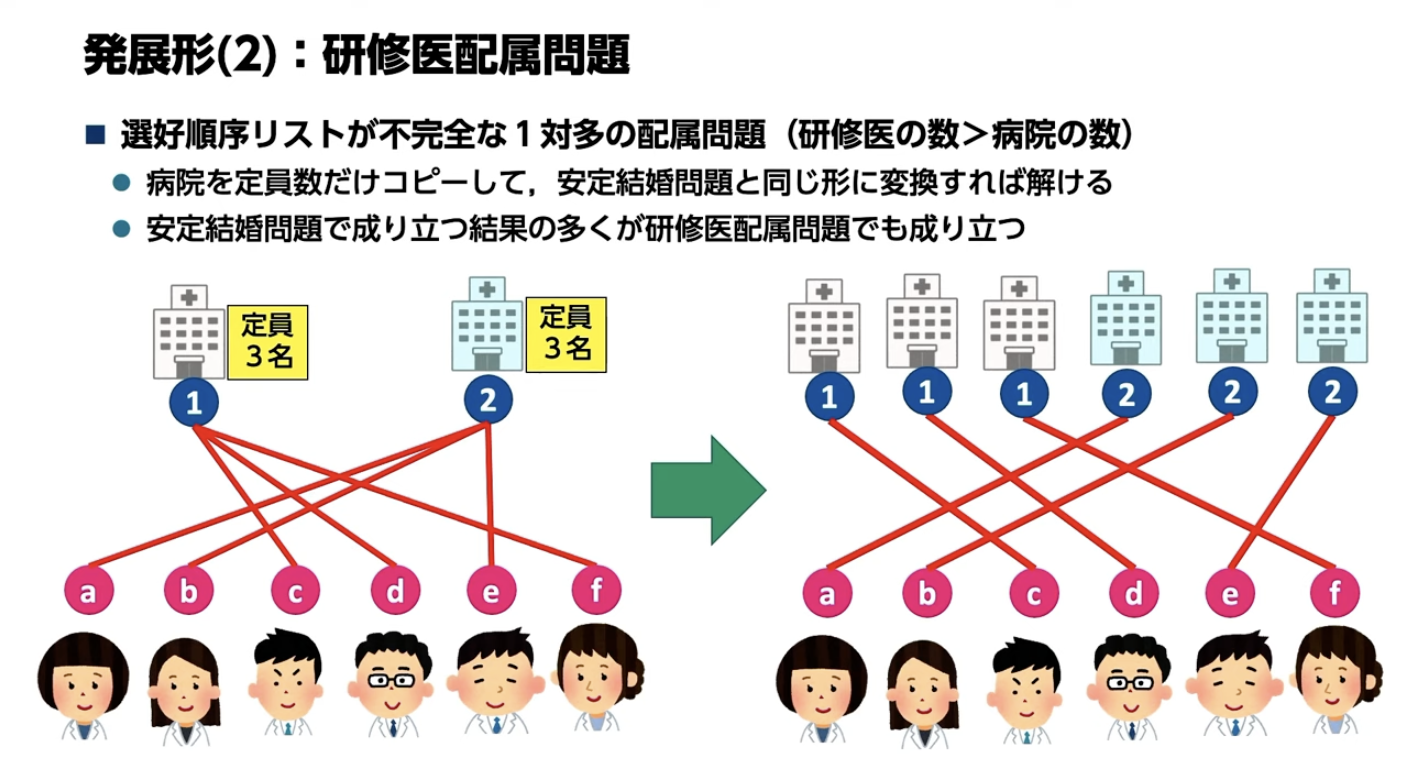 発展形(2)：研修医配属問題
選好順序リストが不完全な１対多の配属問題（研修医の数＞病院の数）
病院を定員数だけコピーして，安定結婚問題と同じ形に変換すれば解ける
安定結婚問題で成り立つ結果の多くが研修医配属問題でも成り立つ
定員
３名
定員
３名
1
2
1
1
1
2
2
2
a
b
c
d
e
f
a
b
c
d
e
f